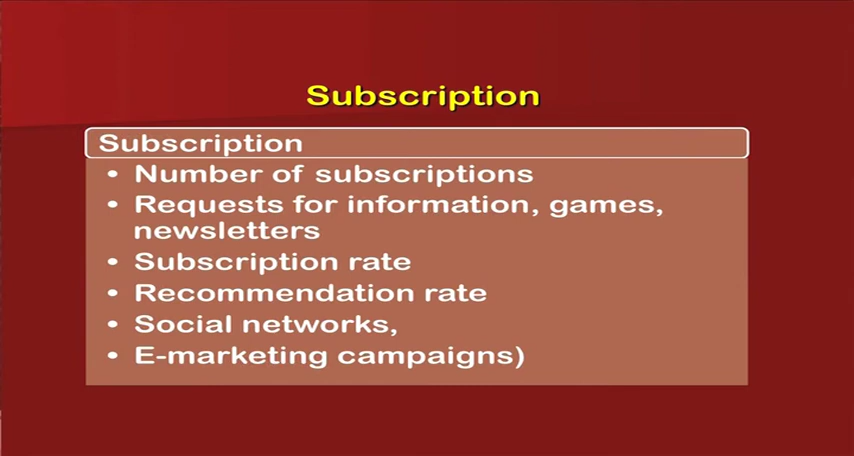 Subscription
Subscription
• Number of subscriptions
• Requests for information, games,
newsletters
• Subscription rate
• Recommendation rate
• Social networks,
• E-marketing campaigns)